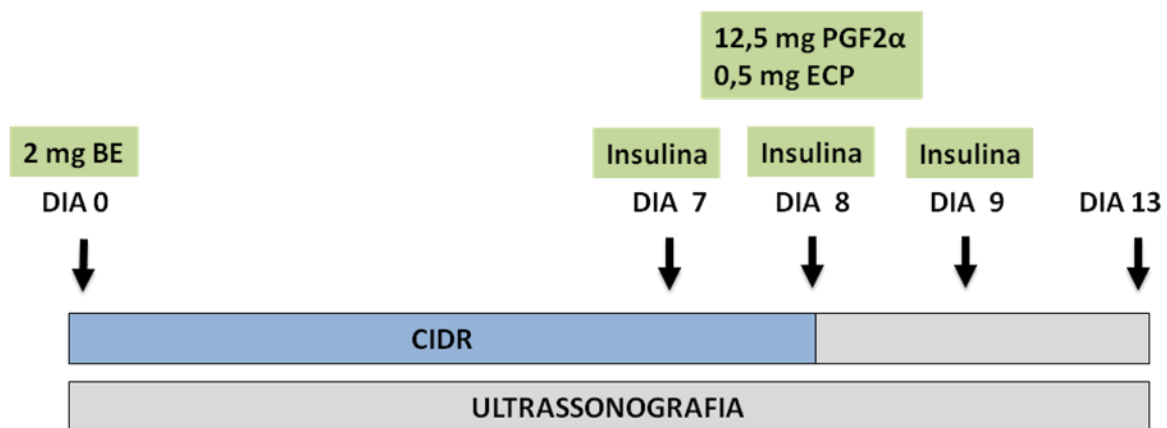 12,5 mg PGF2α
0,5 mg ECP
2 mg BE
Insulina
Insulina
Insulina
DIA 0
DIA 7
DIA 8
DIA 9
DIA 13
CIDR
ULTRASSONOGRAFIA